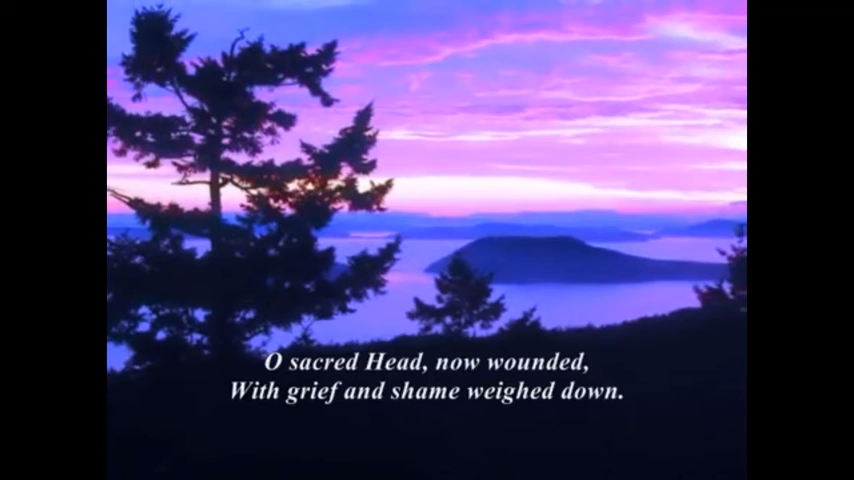 O sacred Head, now wounded,
With grief and shame weighed down.